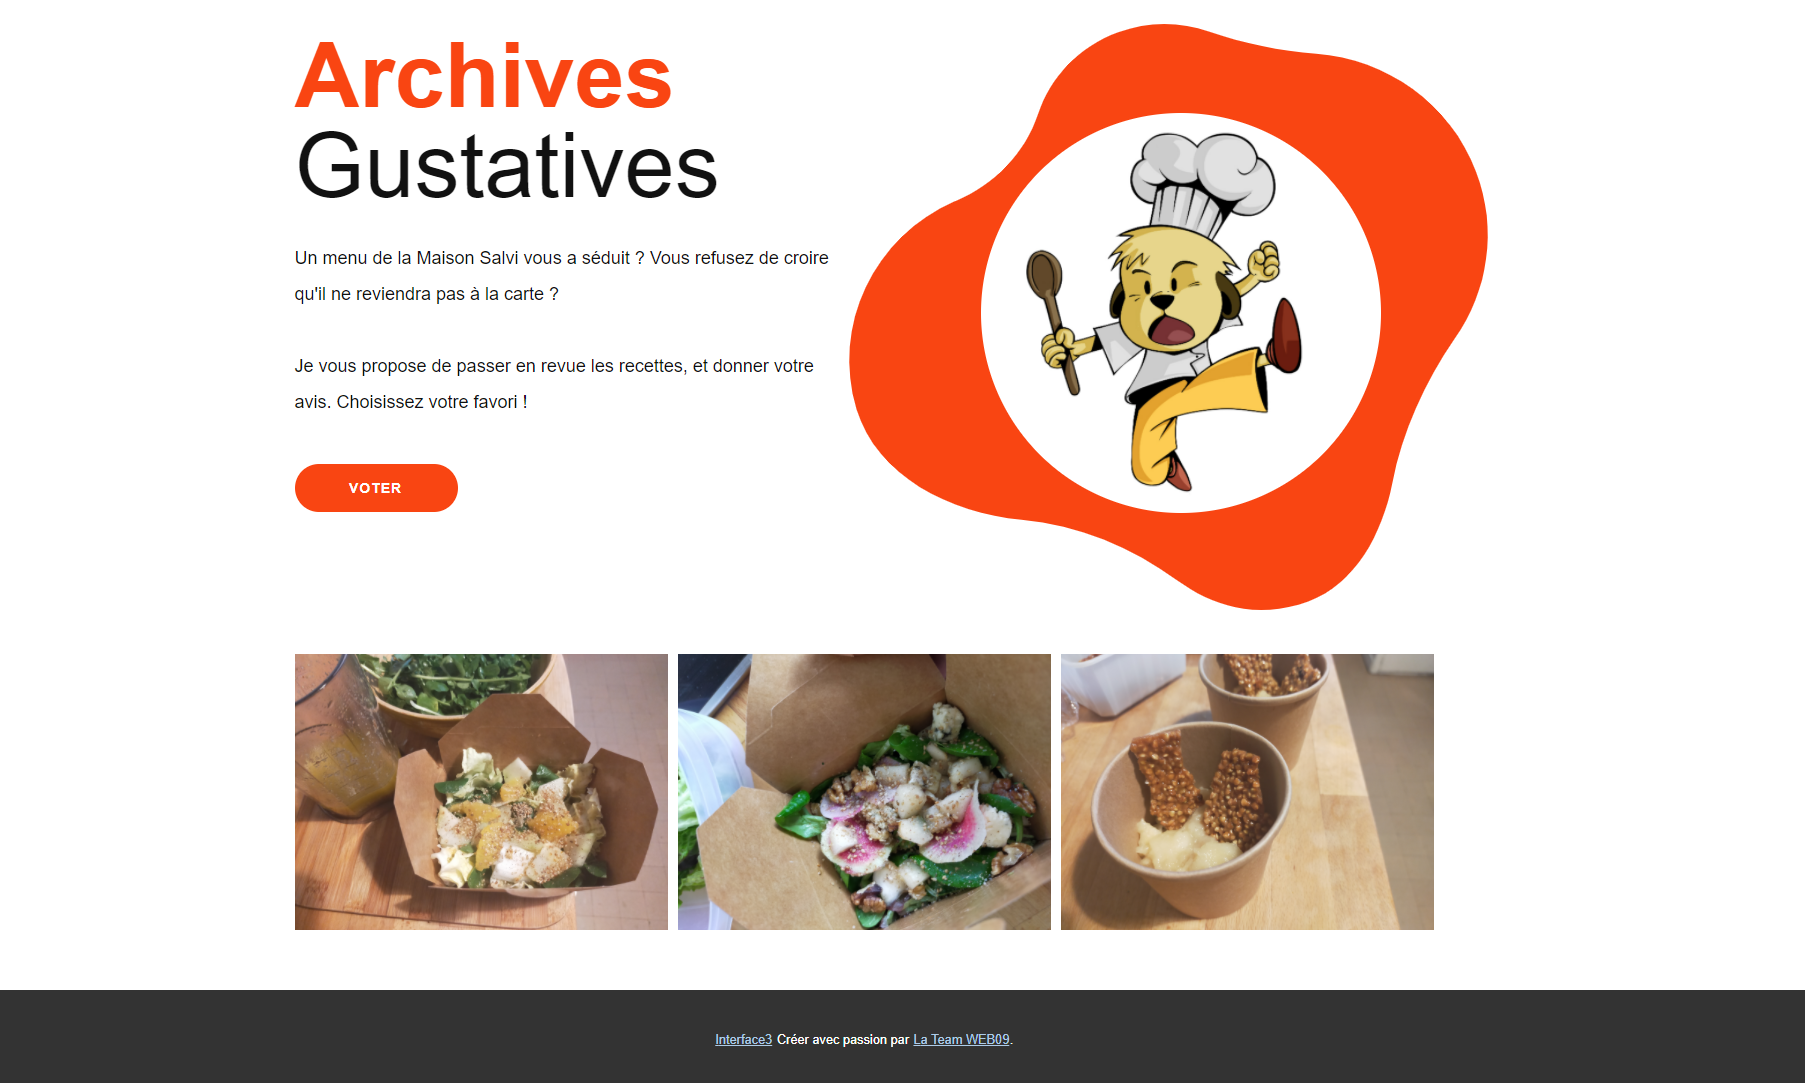 Archives
Gustatives
Un menu de la Maison Salvi vous a séduit ? Vous refusez de croire
qu'il ne reviendra pas à la carte ?
Je vous propose de passer en revue les recettes, et donner votre
avis. Choisissez votre favori !
VOTER
Interface3 Créer avec passion par La Team WEB09.